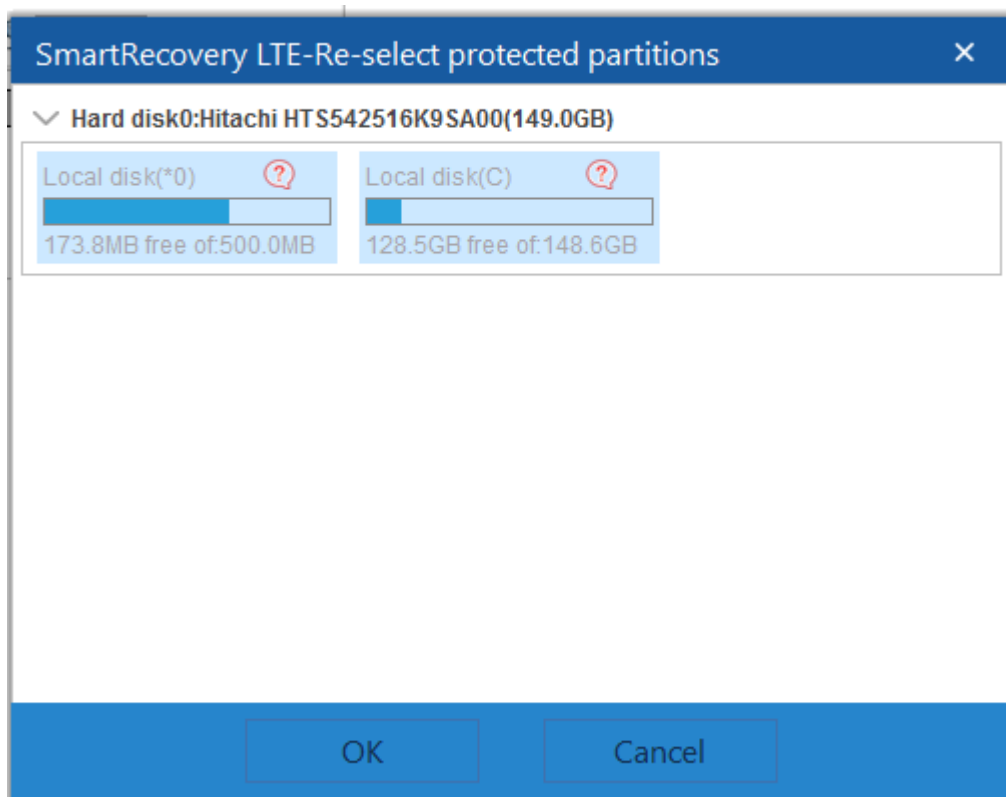 SmartRecovery LTE-Re-select protected partitions
Hard disk0:Hitachi HTS542516K9SA00(149.0GB)
Local disk(*0) ?
173.8MB free of:500.0MB
Local disk(C) ?
128.5GB free of:148.6GB
OK
Cancel